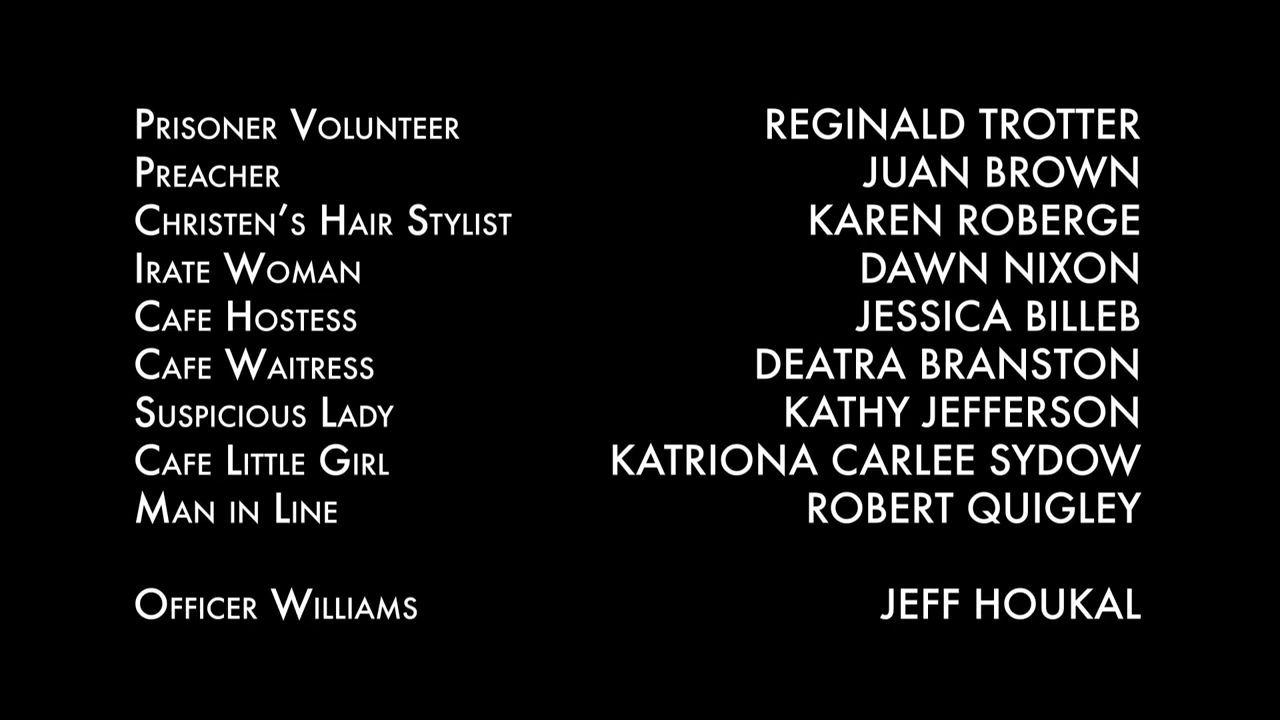 Prisoner Volunteer REGINALD TROTTER
Preacher JUAN BROWN
Christen's Hair Stylist KAREN ROBERGE
Irate Woman DAWN NIXON
Cafe Hostess JESSICA BILLEB
Cafe Waitress DEATRA BRANSTON
Suspicious Lady KATHY JEFFERSON
Cafe Little Girl KATRIONA CARLEE SYDOW
Man in Line ROBERT QUIGLEY
Officer Williams JEFF HOUKAL